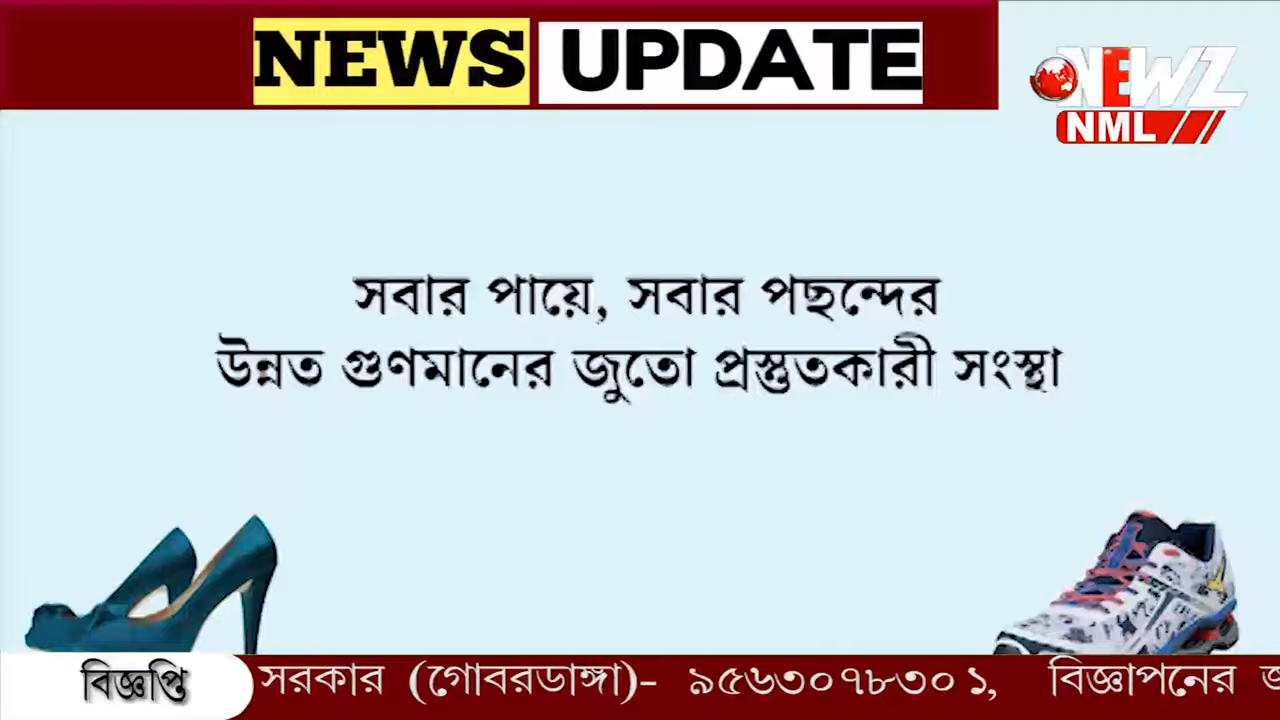 NEWS UPDATE
NEWZ
NML
সবার পায়ে, সবার পছন্দের
উন্নত গুণমানের জুতো প্রস্তুতকারী সংস্থা
বিজ্ঞপ্তি
সরকার (গোবরডাঙ্গা)- ৯৫৬৩০৭৮৩০১, বিজ্ঞাপনের